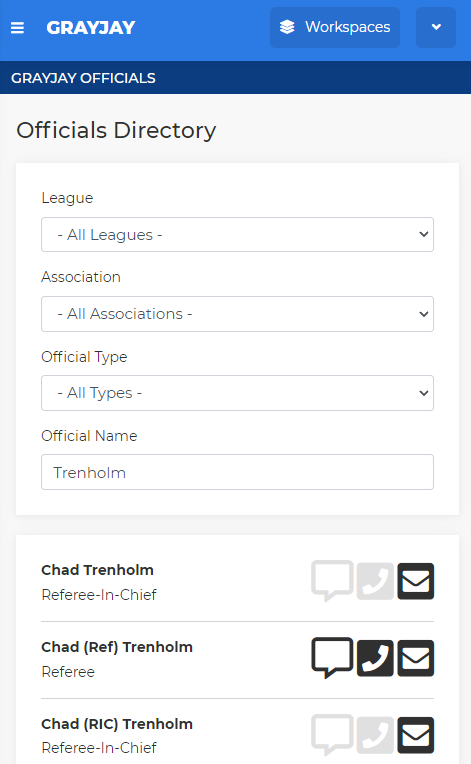 GRAYJAY
Workspaces
GRAYJAY OFFICIALS
Officials Directory
League
- All Leagues -
Association
- All Associations -
Official Type
- All Types -
Official Name
Trenholm
Chad Trenholm
Referee-In-Chief
Chad (Ref) Trenholm
Referee
Chad (RIC) Trenholm
Referee-In-Chief